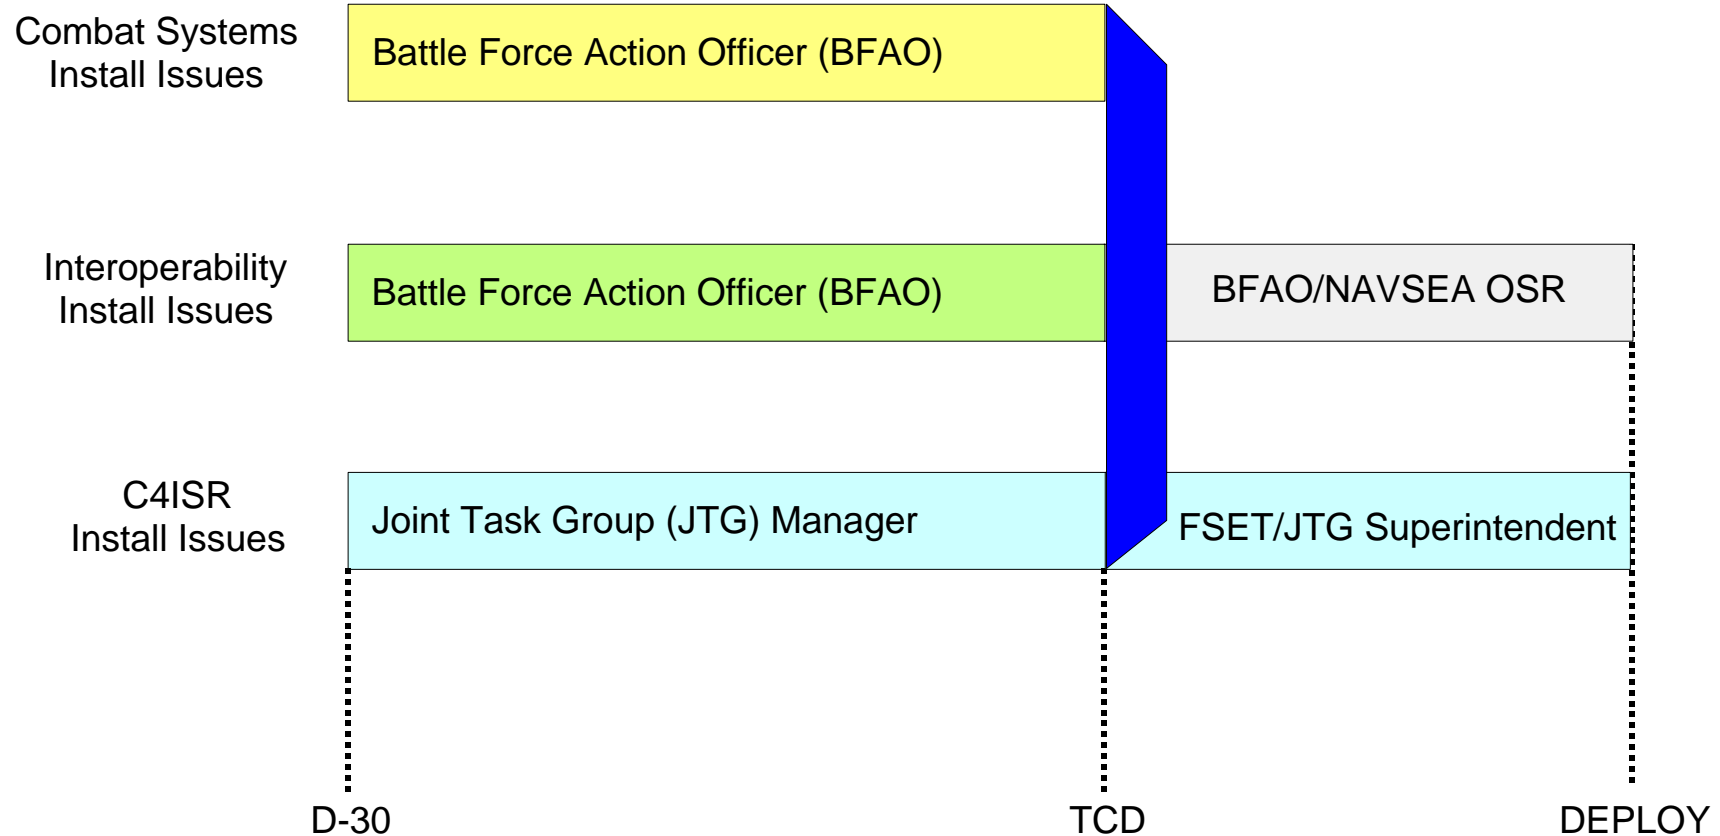 Combat Systems
Install Issues
Battle Force Action Officer (BFAO)
Interoperability
Install Issues
Battle Force Action Officer (BFAO)
BFAO/NAVSEA OSR
C4ISR
Install Issues
Joint Task Group (JTG) Manager
FSET/JTG Superintendent
D-30
TCD
DEPLOY